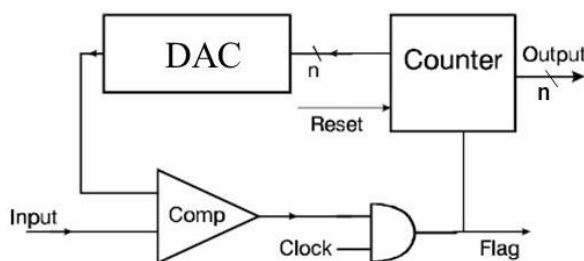 DAC
n
Counter
Output
n
Reset
Input
Comp
Clock
Flag